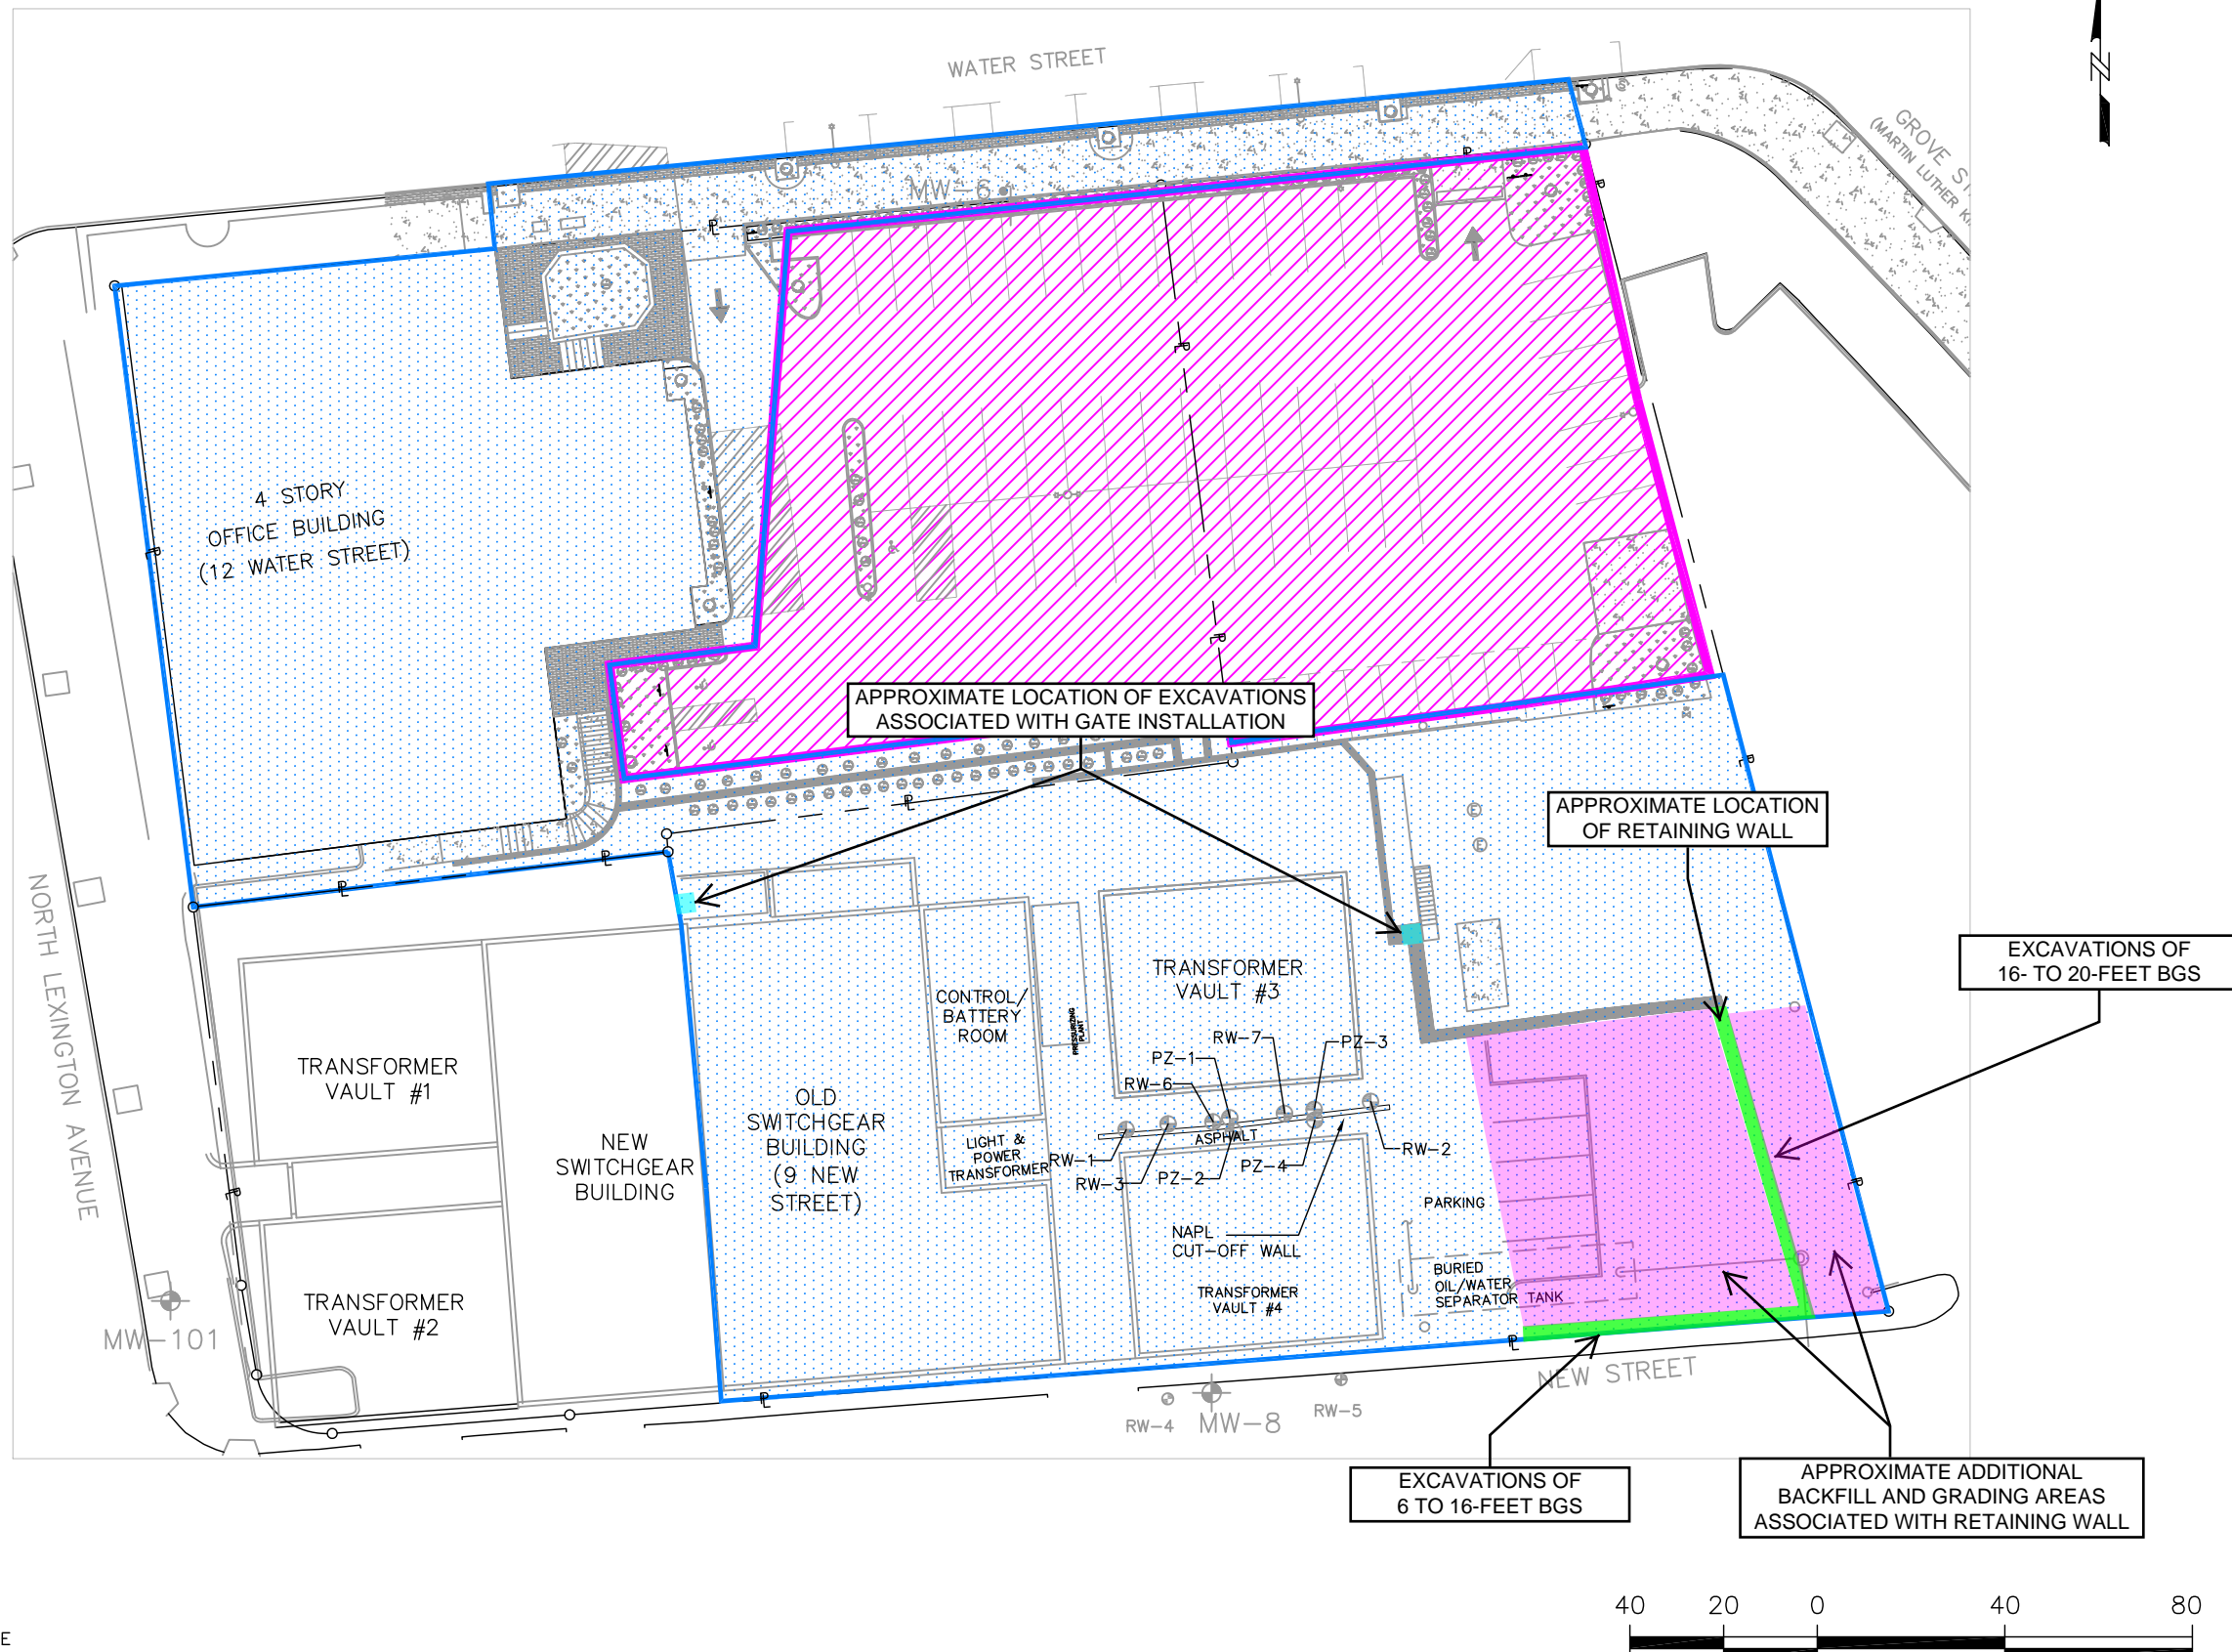 WATER STREET
N
GROVE
(MARTIN LUTHER
MW-6
4 STORY
OFFICE BUILDING
(12 WATER STREET)
APPROXIMATE LOCATION OF EXCAVATIONS
ASSOCIATED WITH GATE INSTALLATION
APPROXIMATE LOCATION
OF RETAINING WALL
EXCAVATIONS OF
16- TO 20-FEET BGS
NORTH LEXINGTON AVENUE
TRANSFORMER
VAULT #1
NEW
SWITCHGEAR
BUILDING
TRANSFORMER
VAULT #2
MW-101
OLD
SWITCHGEAR
BUILDING
(9 NEW
STREET)
CONTROL/
BATTERY
ROOM
PRESSURIZING
PLANT
LIGHT &
POWER
TRANSFORMER
TRANSFORMER
VAULT #3
RW-7
PZ-3
PZ-1
RW-6
ASPHALT
RW-1
RW-3
PZ-2
PZ-4
RW-2
NAPL
CUT-OFF WALL
PARKING
BURIED
OIL/WATER
SEPARATOR TANK
TRANSFORMER
VAULT #4
NEW STREET
RW-4
MW-8
RW-5
EXCAVATIONS OF
6 TO 16-FEET BGS
APPROXIMATE ADDITIONAL
BACKFILL AND GRADING AREAS
ASSOCIATED WITH RETAINING WALL
40 20 0 40 80
E